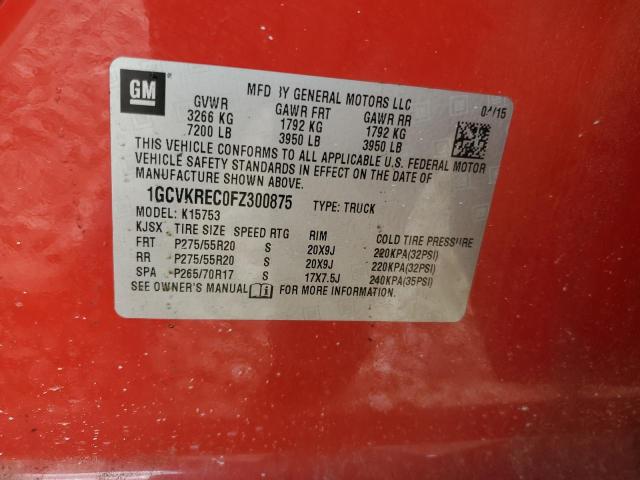 GM
MFD BY GENERAL MOTORS LLC
GVWR GAWR FRT GAWR RR 04/15
3266 KG 1792 KG 1792 KG
7200 LB 3950 LB 3950 LB
THIS VEHICLE CONFORMS TO ALL APPLICABLE U.S. FEDERAL MOTOR
VEHICLE SAFETY STANDARDS IN EFFECT ON THE DATE OF
MANUFACTURE SHOWN ABOVE.
1GCVKREC0FZ300875 TYPE: TRUCK
MODEL: K15753
KJSX TIRE SIZE SPEED RTG RIM COLD TIRE PRESSURE
FRT P275/55R20 S 20X9J 220KPA(32PSI)
RR P275/55R20 S 20X9J 220KPA(32PSI)
SPA P265/70R17 S 17X7.5J 240KPA(35PSI)
SEE OWNER'S MANUAL FOR MORE INFORMATION.